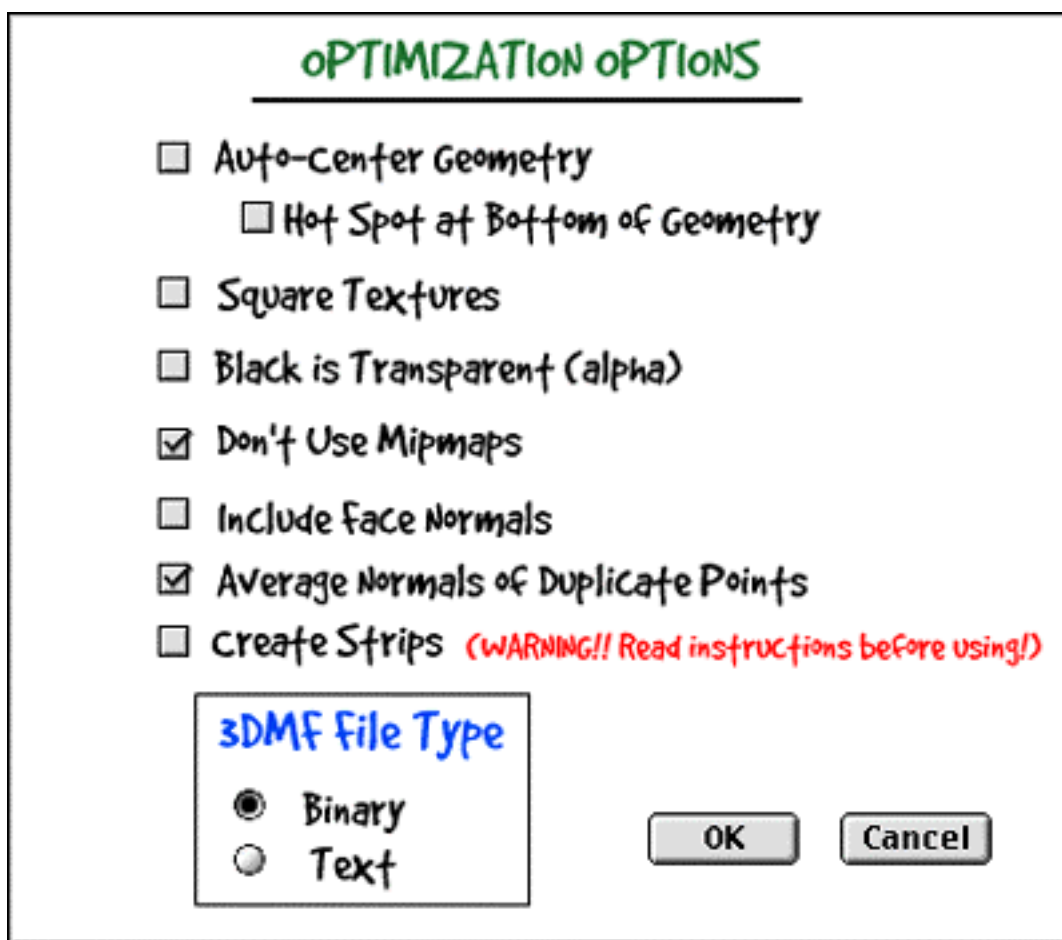 OPTIMIZATION OPTIONS
Auto-Center Geometry
Hot Spot at Bottom of Geometry
Square Textures
Black is Transparent (alpha)
Don't Use Mipmaps
Include Face Normals
Average Normals of Duplicate Points
Create Strips (WARNING!! Read instructions before using!)
3DMF File Type
Binary
Text
OK Cancel